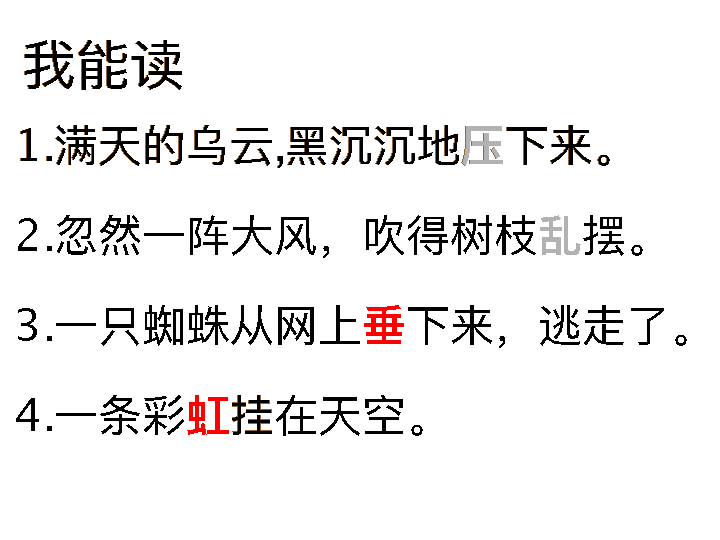 我能读
1.满天的乌云,黑沉沉地压下来。
2.忽然一阵大风，吹得树枝乱摆。
3.一只蜘蛛从网上垂下来，逃走了。
4.一条彩虹挂在天空。